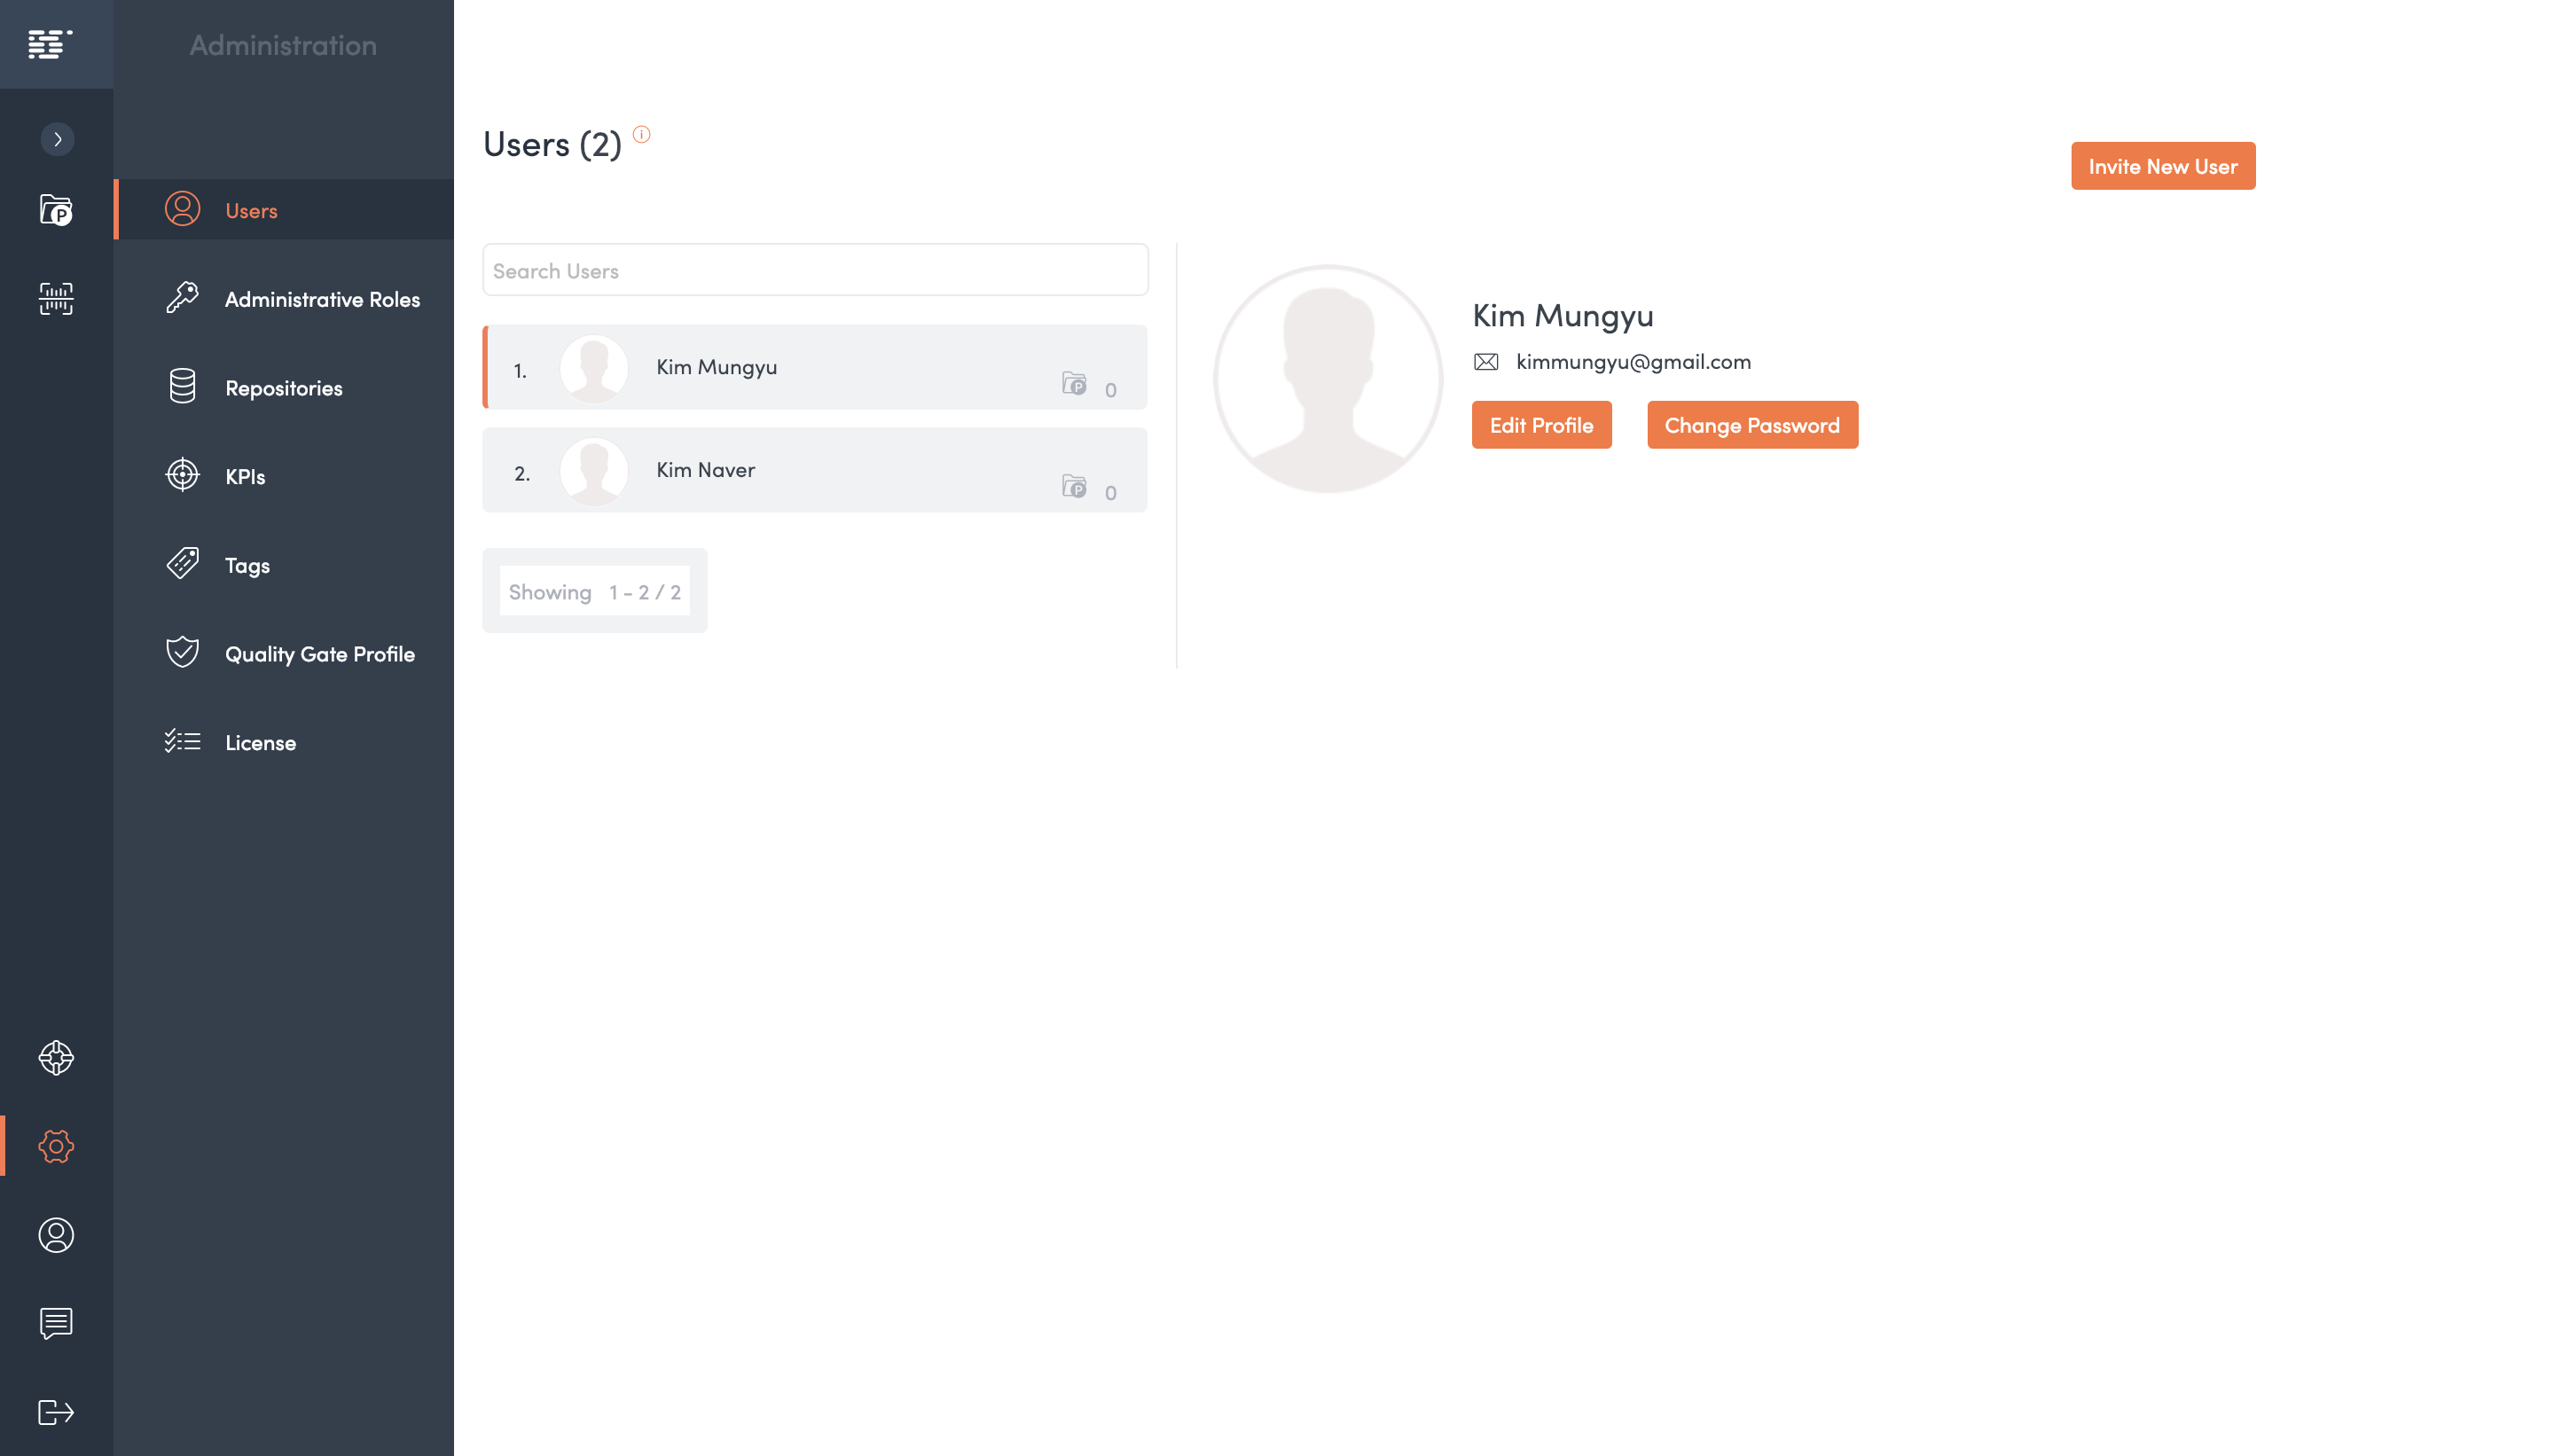 Administration
Users
Administrative Roles
Repositories
KPIs
Tags
Quality Gate Profile
License
Users (2)
Invite New User
Search Users
1. Kim Mungyu 0
2. Kim Naver 0
Showing 1 - 2 / 2
Kim Mungyu
kimmungyu@gmail.com
Edit Profile Change Password